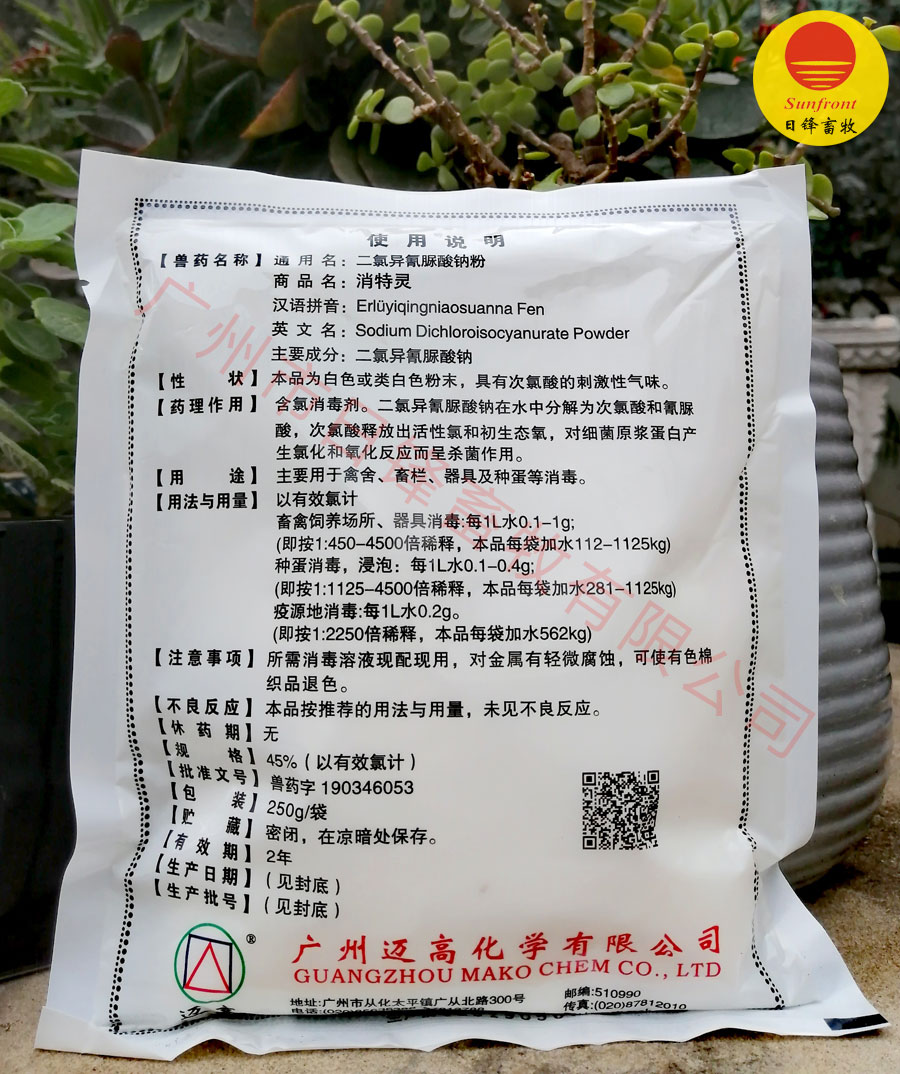 Sunfront
日锋畜牧
使用说明
【兽药名称】通用名：二氯异氰脲酸钠粉
商品名：消特灵
汉语拼音：Erlüyiqingniaosuanna Fen
英文名：Sodium Dichloroisocyanurate Powder
主要成分：二氯异氰脲酸钠
【性状】本品为白色或类白色粉末，具有次氯酸的刺激性气味。
【药理作用】含氯消毒剂。二氯异氰脲酸钠在水中分解为次氯酸和氰脲
酸，次氯酸释放出活性氯和初生态氧，对细菌原浆蛋白产
生氯化和氧化反应而呈杀菌作用。
【用途】主要用于禽舍、畜栏、器具及种蛋等消毒。
【用法与用量】以有效氯计
畜禽饲养场所、器具消毒:每1L水0.1-1g;
(即按1:450-4500倍稀释，本品每袋加水112-1125kg)
种蛋消毒，浸泡：每1L水0.1-0.4g;
(即按1:1125-4500倍稀释，本品每袋加水281-1125kg)
疫源地消毒:每1L水0.2g。
(即按1:2250倍稀释，本品每袋加水562kg)
【注意事项】所需消毒溶液现配现用，对金属有轻微腐蚀，可使有色棉
织品退色。
【不良反应】本品按推荐的用法与用量，未见不良反应。
【休药期】无
【规格】45%（以有效氯计）
【批准文号】兽药字 190346053
【包装】250g/袋
【贮藏】密闭，在凉暗处保存。
【有效期】2年
【生产日期】（见封底）
【生产批号】（见封底）
®
广州迈高化学有限公司
GUANGZHOU MAKO CHEM CO., LTD
地址:广州市从化太平镇广从北路300号
邮编:510990
传真:(020)87812010
广州市日锋畜牧有限公司